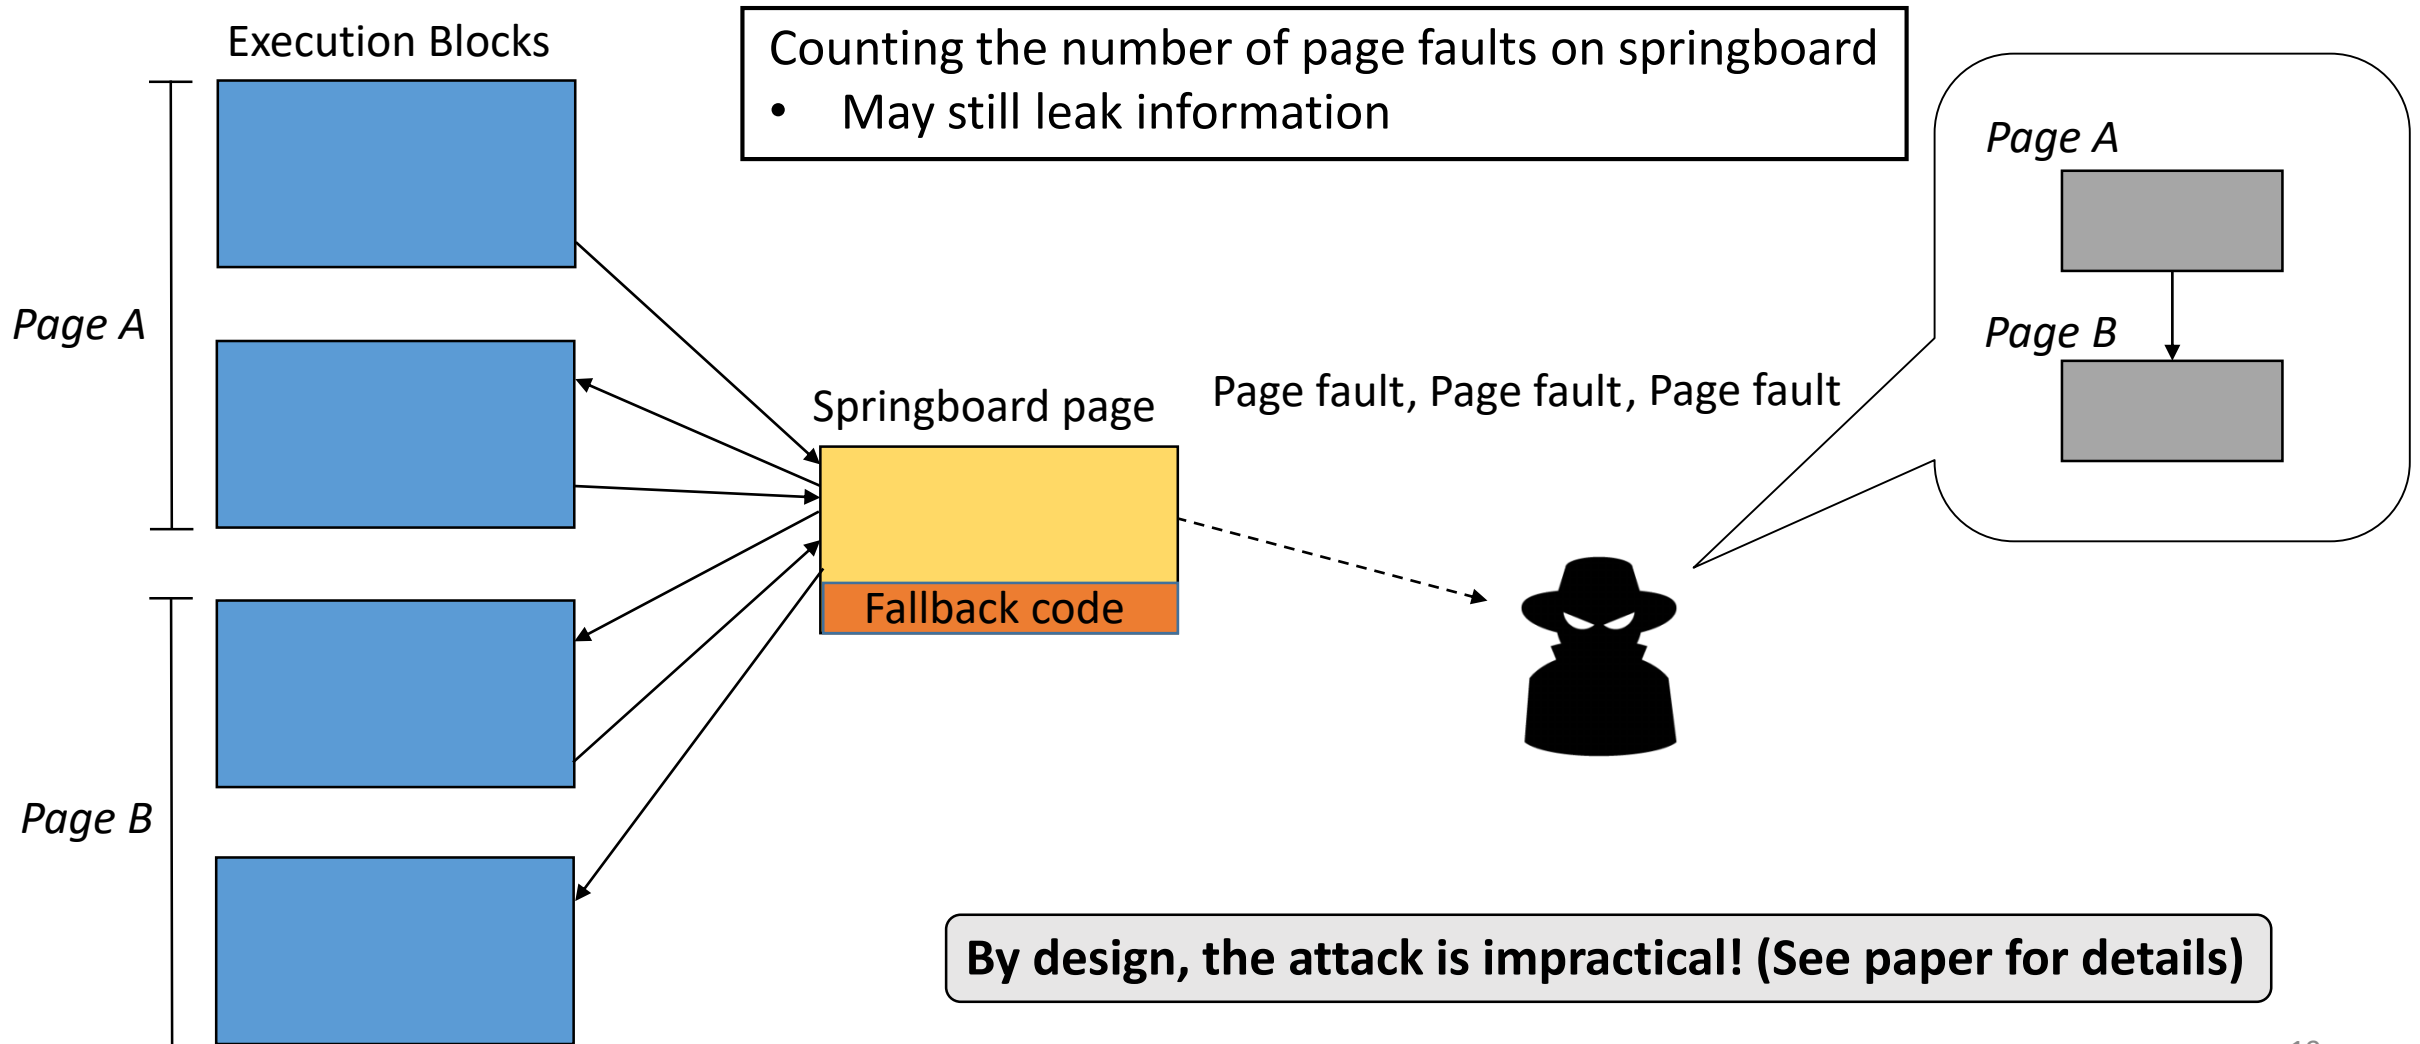 Execution Blocks
Counting the number of page faults on springboard
• May still leak information
Page A
Page B
Page A
Springboard page
Page fault, Page fault, Page fault
Fallback code
Page B
By design, the attack is impractical! (See paper for details)